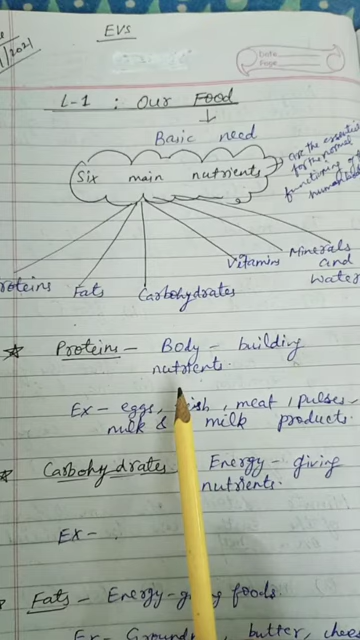 /2021
EVS
Date
Page
L-1 : Our Food
Basic need
Six main nutrients
are the essential
for the normal
functioning of
human body
Proteins
Fats
Carbohydrates
Vitamins
Minerals
and
Water
Proteins - Body - building
nutrients
Ex - eggs, fish, meat, pulses,
milk & milk products.
Carbohydrates Energy - giving
nutrients.
Ex -
Fats - Energy-giving foods.
Ex - butter,